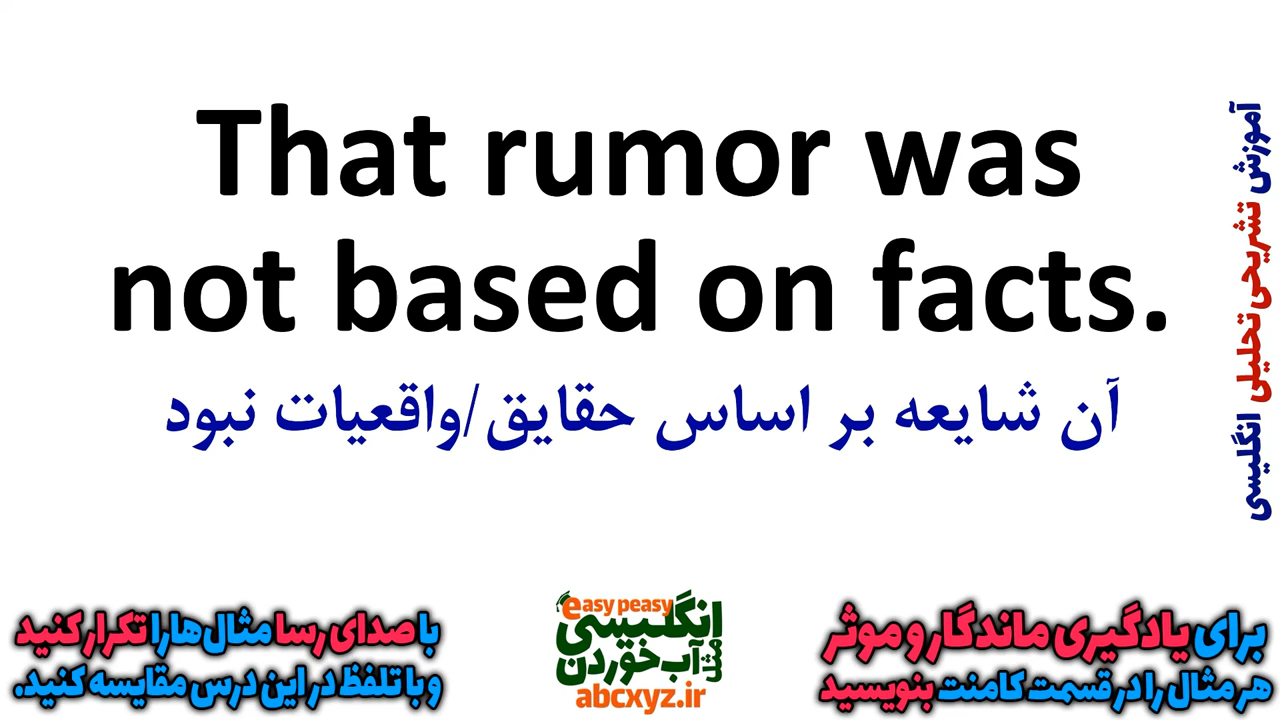 That rumor was
not based on facts.
آن شایعه بر اساس حقایق/واقعیات نبود
آموزش تشریحی تحلیلی انگلیسی
برای یادگیری ماندگار و موثر
هر مثال را در قسمت کامنت بنویسید
easy peasy
انگلیسی
مثل آب خوردن
abcxyz.ir
با صدای رسا مثال‌ها را تکرار کنید
و با تلفظ در این درس مقایسه کنید.